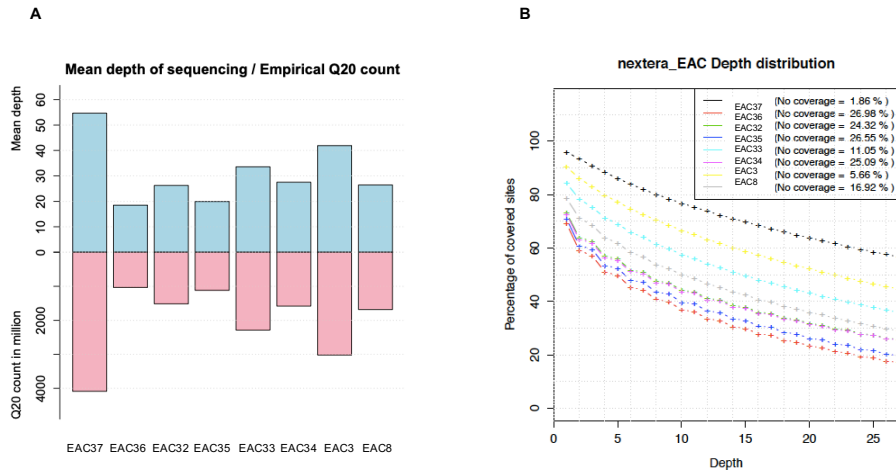 A
Mean depth of sequencing / Empirical Q20 count
Mean depth
60
50
40
30
20
10
0
2000
4000
Q20 count in million
EAC37 EAC36 EAC32 EAC35 EAC33 EAC34 EAC3 EAC8
B
nextera_EAC Depth distribution
EAC37 (No coverage = 1.86 % )
EAC36 (No coverage = 26.98 % )
EAC32 (No coverage = 24.32 % )
EAC35 (No coverage = 26.55 % )
EAC33 (No coverage = 11.05 % )
EAC34 (No coverage = 25.09 % )
EAC3 (No coverage = 5.66 % )
EAC8 (No coverage = 16.92 % )
Percentage of covered sites
100
80
60
40
20
0
0 5 10 15 20 25
Depth